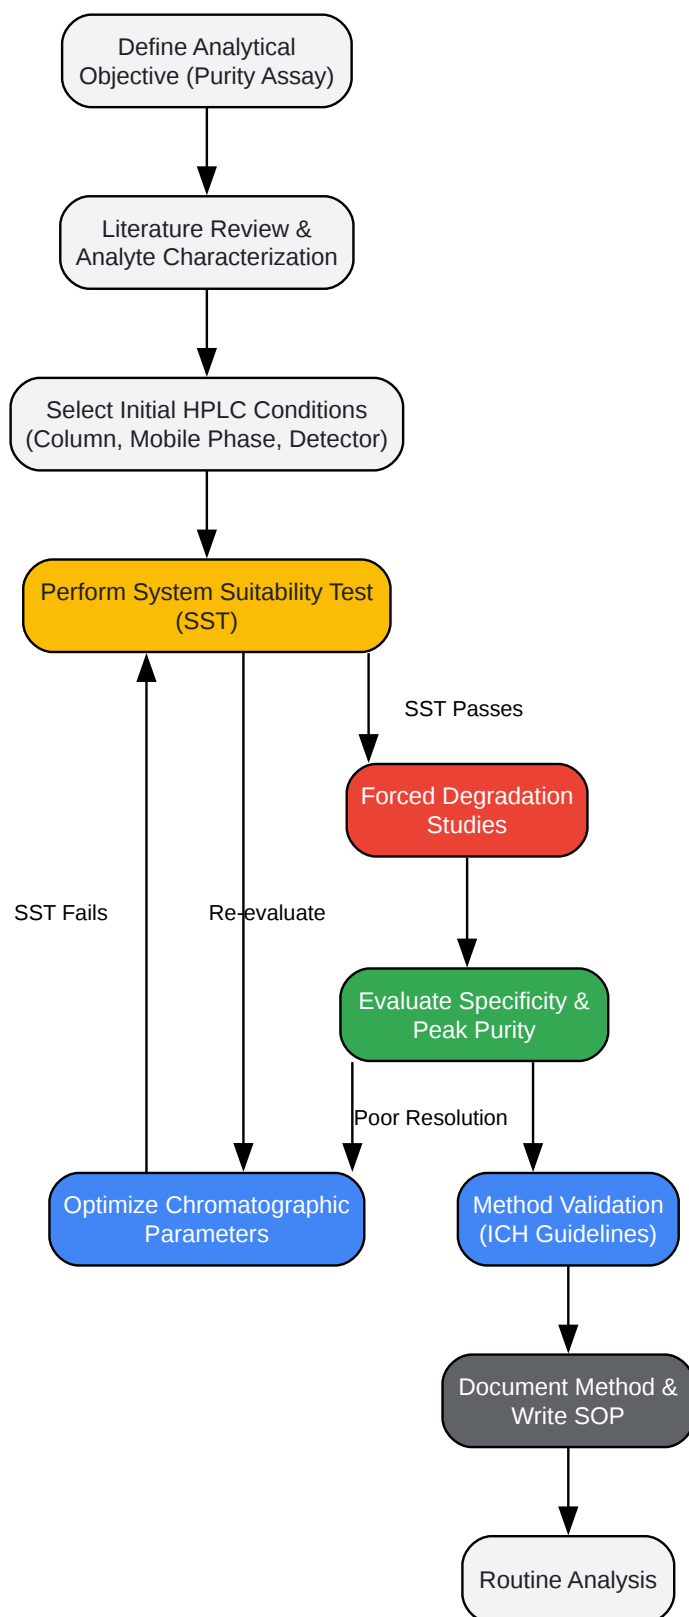 Define Analytical
Objective (Purity Assay)
Literature Review &
Analyte Characterization
Select Initial HPLC Conditions
(Column, Mobile Phase, Detector)
Perform System Suitability Test
(SST)
SST Passes
Forced Degradation
Studies
SST Fails
Re-evaluate
Evaluate Specificity &
Peak Purity
Poor Resolution
Optimize Chromatographic
Parameters
Method Validation
(ICH Guidelines)
Document Method &
Write SOP
Routine Analysis